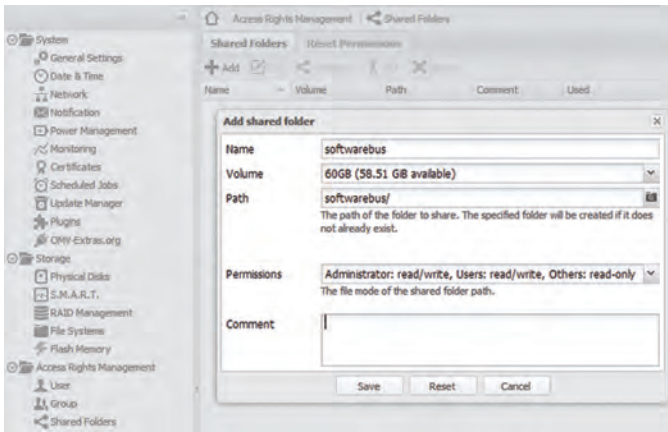 Access Rights Management
Shared Folders
System
General Settings
Date & Time
Network
Notification
Power Management
Monitoring
Certificates
Scheduled Jobs
Update Manager
Plugins
OMV-Extras.org
Storage
Physical Disks
S.M.A.R.T.
RAID Management
File Systems
Flash Memory
Access Rights Management
User
Group
Shared Folders
Shared Folders
Reset Permissions
Add
Name
Volume
Path
Comment
Used
Add shared folder
Name
softwarebus
Volume
60GB (58.51 GiB available)
Path
softwarebus/
The path of the folder to share. The specified folder will be created if it does
not already exist.
Permissions
Administrator: read/write, Users: read/write, Others: read-only
The file mode of the shared folder path.
Comment
Save
Reset
Cancel